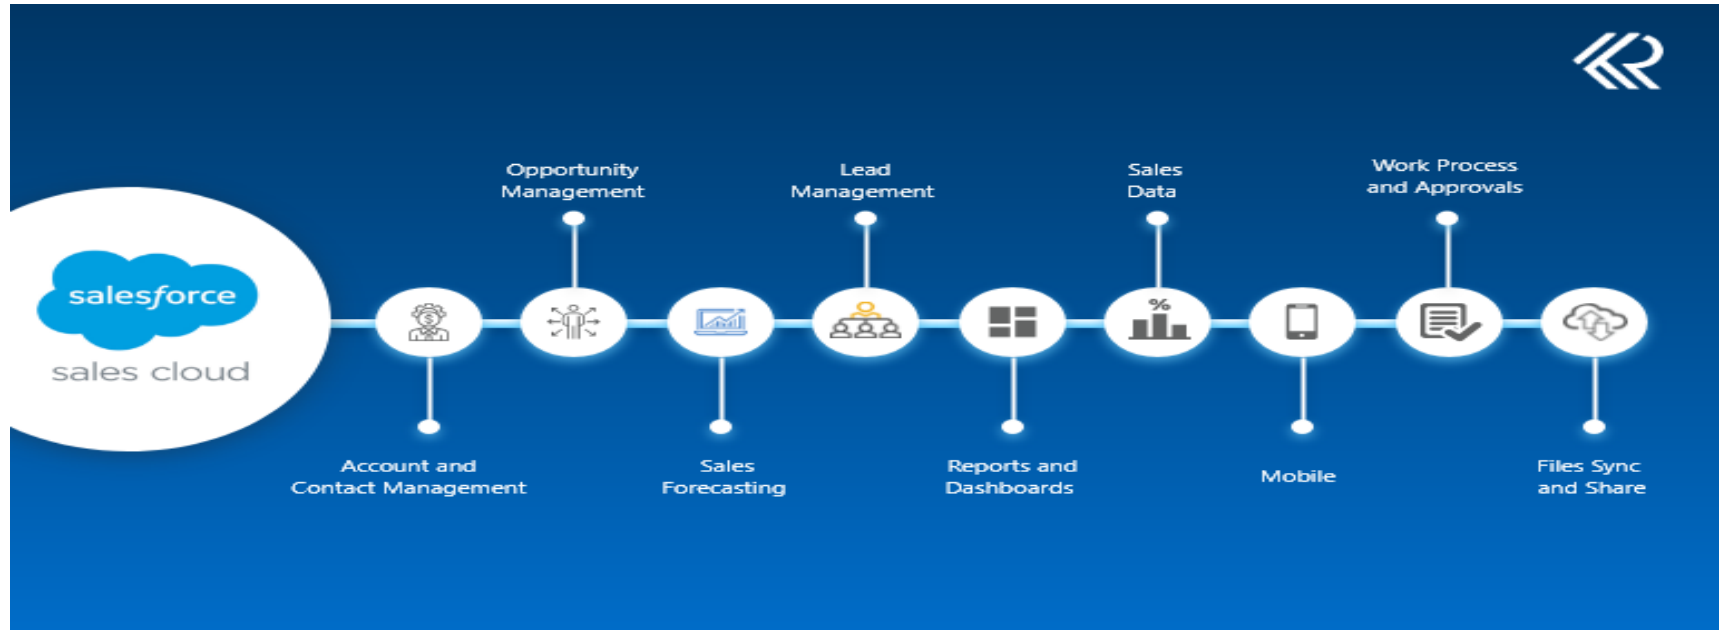 salesforce
sales cloud
Account and
Contact Management
Opportunity
Management
Sales
Forecasting
Lead
Management
Reports and
Dashboards
Sales
Data
%
Mobile
Work Process
and Approvals
Files Sync
and Share